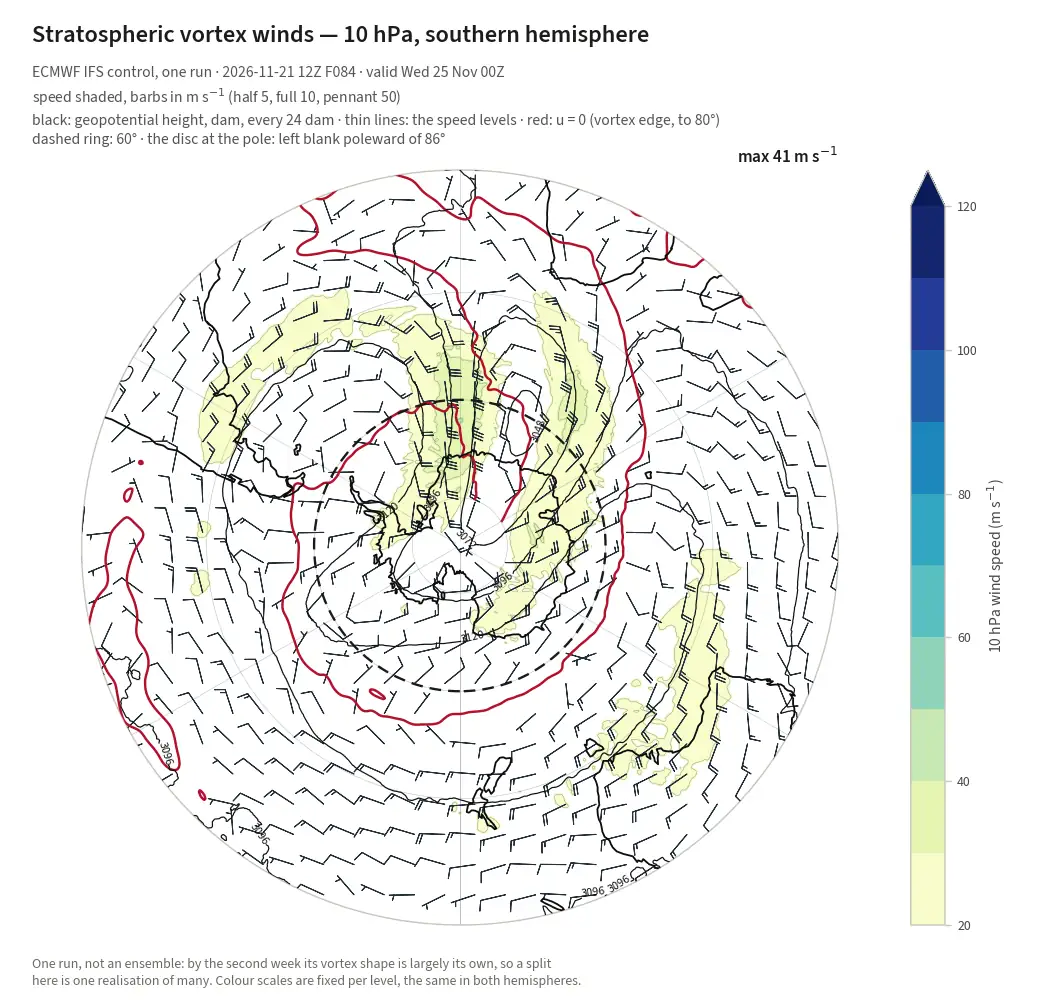 Stratospheric vortex winds — 10 hPa, southern hemisphere
ECMWF IFS control, one run · 2026-11-21 12Z F084 · valid Wed 25 Nov 00Z
speed shaded, barbs in m s⁻¹ (half 5, full 10, pennant 50)
black: geopotential height, dam, every 24 dam · thin lines: the speed levels · red: u = 0 (vortex edge, to 80°)
dashed ring: 60° · the disc at the pole: left blank poleward of 86°
max 41 m s⁻¹
120
100
80
60
40
20
10 hPa wind speed (m s⁻¹)
3048
3072
3096
3120
3096
3096
3096 3096
One run, not an ensemble: by the second week its vortex shape is largely its own, so a split
here is one realisation of many. Colour scales are fixed per level, the same in both hemispheres.